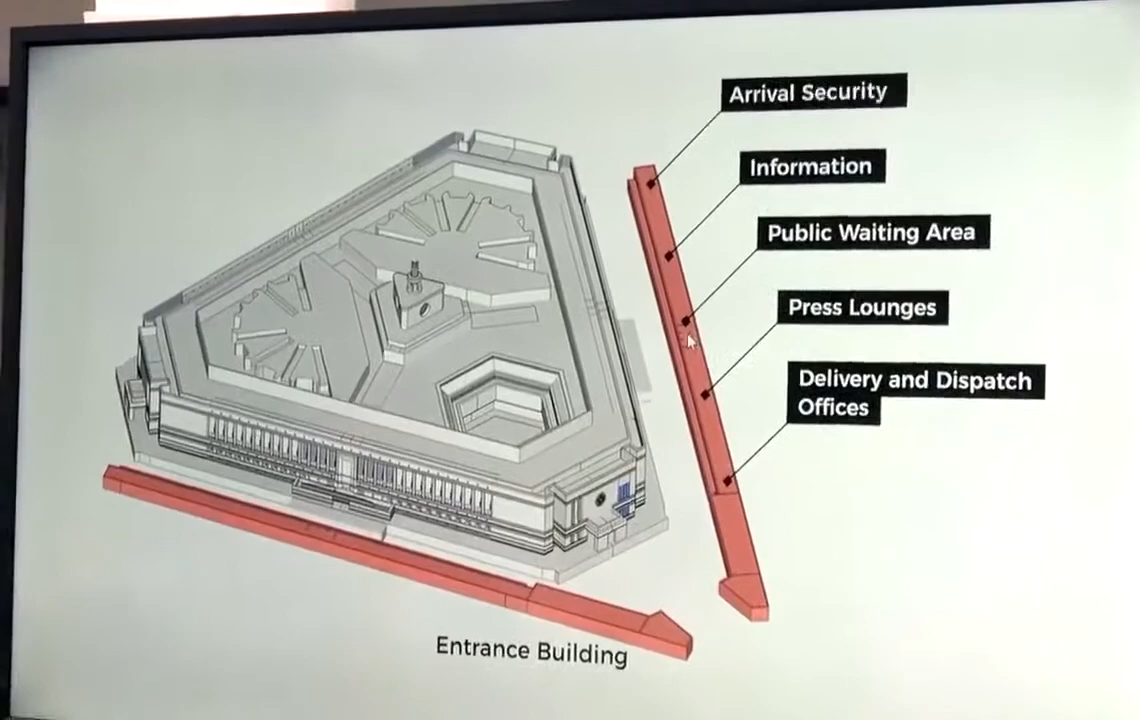 Arrival Security
Information
Public Waiting Area
Press Lounges
Delivery and Dispatch
Offices
Entrance Building